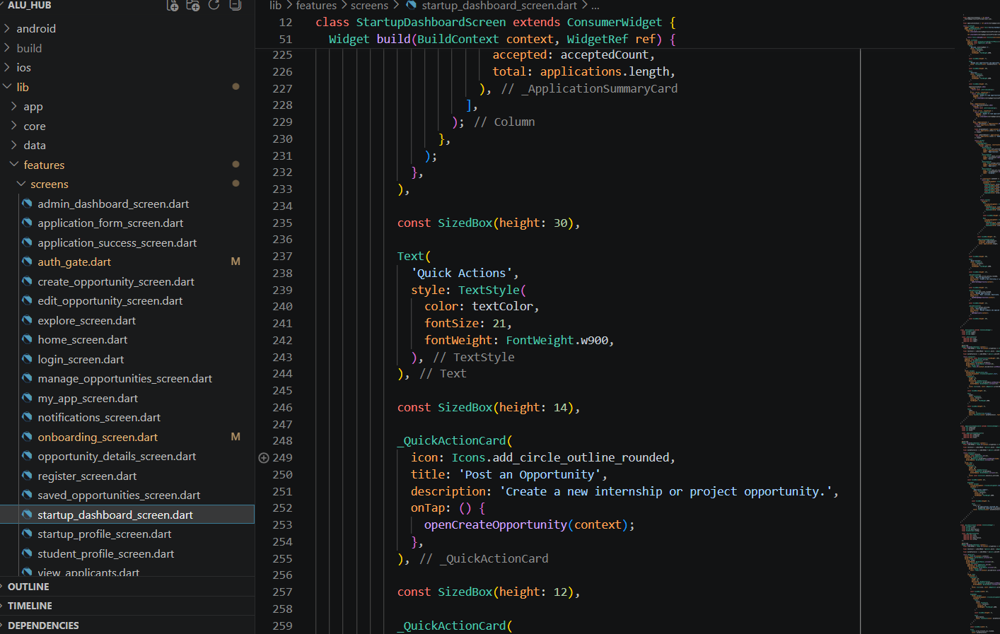 ALU_HUB
android
build
ios
lib
app
core
data
features
screens
admin_dashboard_screen.dart
application_form_screen.dart
application_success_screen.dart
auth_gate.dart M
create_opportunity_screen.dart
edit_opportunity_screen.dart
explore_screen.dart
home_screen.dart
login_screen.dart
manage_opportunities_screen.dart
my_app_screen.dart
notifications_screen.dart
onboarding_screen.dart M
opportunity_details_screen.dart
register_screen.dart
saved_opportunities_screen.dart
startup_dashboard_screen.dart
startup_profile_screen.dart
student_profile_screen.dart
view_applicants.dart
OUTLINE
TIMELINE
DEPENDENCIES
lib > features > screens > startup_dashboard_screen.dart > ...
12 class StartupDashboardScreen extends ConsumerWidget {
51 Widget build(BuildContext context, WidgetRef ref) {
225 accepted: acceptedCount,
226 total: applications.length,
227 ), // _ApplicationSummaryCard
228 ],
229 ); // Column
230 },
231 );
232 },
233 ),
234
235 const SizedBox(height: 30),
236
237 Text(
238 'Quick Actions',
239 style: TextStyle(
240 color: textColor,
241 fontSize: 21,
242 fontWeight: FontWeight.w900,
243 ), // TextStyle
244 ), // Text
245
246 const SizedBox(height: 14),
247
248 _QuickActionCard(
249 icon: Icons.add_circle_outline_rounded,
250 title: 'Post an Opportunity',
251 description: 'Create a new internship or project opportunity.',
252 onTap: () {
253 openCreateOpportunity(context);
254 },
255 ), // _QuickActionCard
256
257 const SizedBox(height: 12),
258
259 _QuickActionCard(